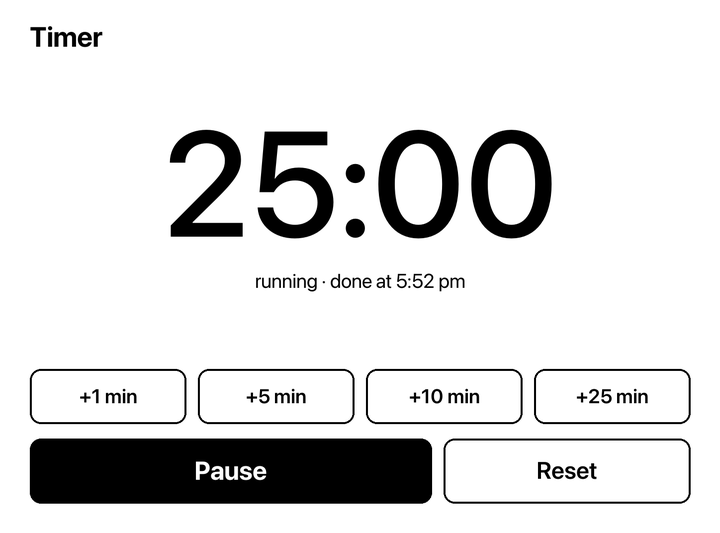 Timer
25:00
running · done at 5:52 pm
+1 min
+5 min
+10 min
+25 min
Pause
Reset